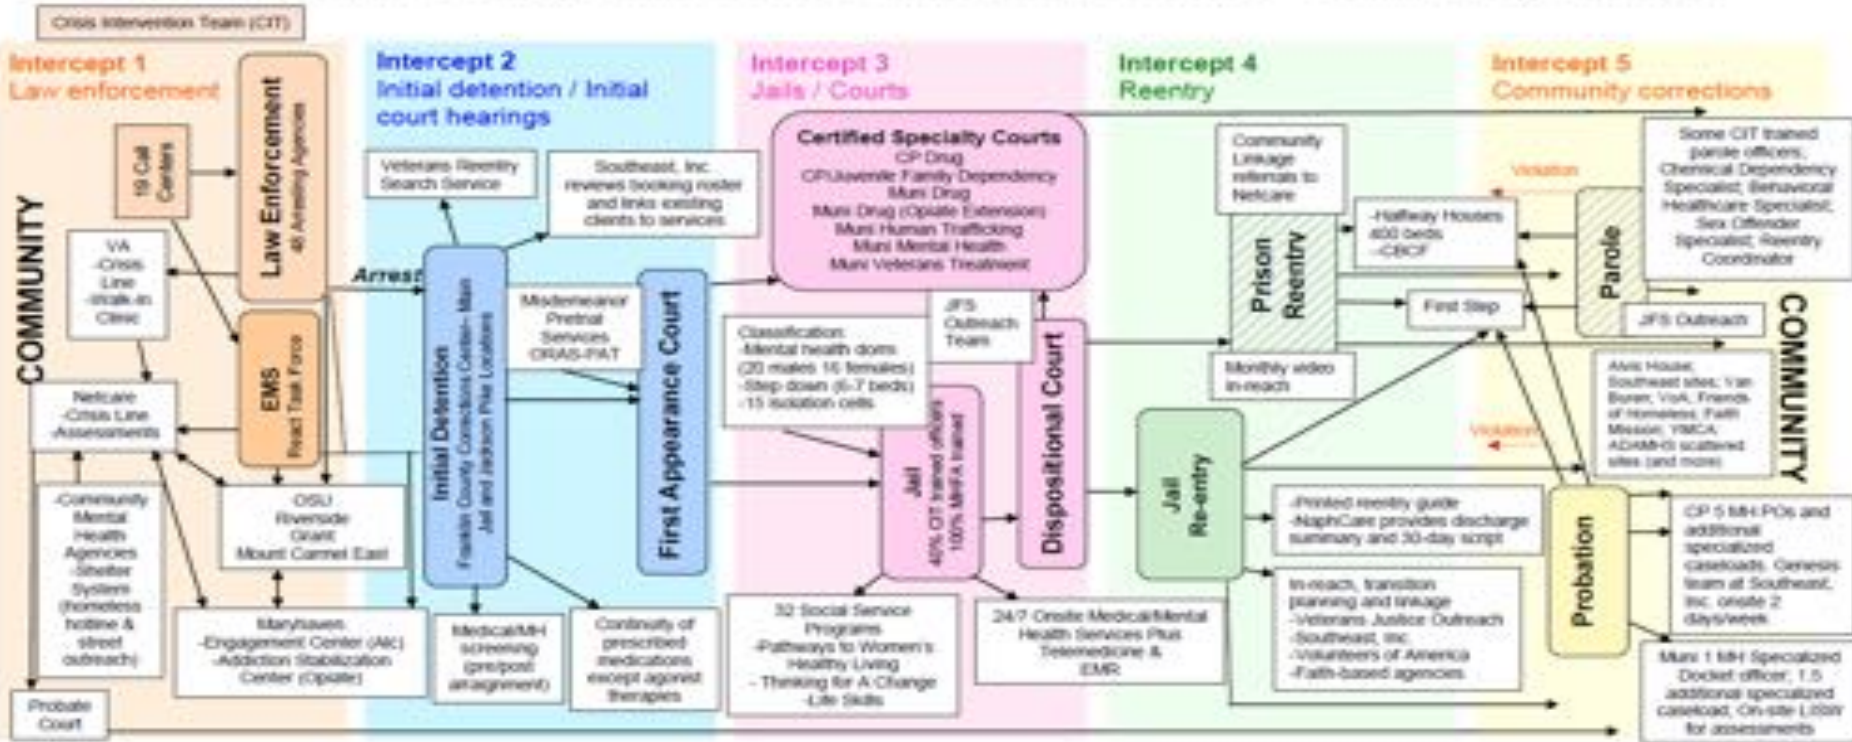 Crisis Intervention Team (CIT)
Intercept 1
Law enforcement
COMMUNITY
19 Call
Centers
Law Enforcement
Arresting Agencies
VA
-Crisis
Line
-Walk-In
Clinic
EMS
React Task Force
Netcare
-Crisis Line
-Assessments
-Community
Mental
Health
Agencies
-Shelter
System
(homeless
hotline &
street
outreach)
OSU
Riverside
Grant
Mount Carmel East
Maryhaven
-Engagement Center (Alc)
-Addiction Stabilization
Center (Opiate)
Probate
Court
Intercept 2
Initial detention / Initial
court hearings
Veterans Reentry
Search Service
Southeast, Inc
reviews booking roster
and links existing
clients to services
Arrest
Initial Detention
Franklin County Corrections Center- Main
Jail and Jackson Pike Locations
Misdemeanor
Pretrial
Services
ORAS-PAT
First Appearance Court
Medical/MH
screening
(pre/post
arraignment)
Continuity of
prescribed
medications
except agonist
therapies
Intercept 3
Jails / Courts
Certified Specialty Courts
CP Drug
CP/Juvenile Family Dependency
Muni Drug
Muni Drug (Opiate Extension)
Muni Human Trafficking
Muni Mental Health
Muni Veterans Treatment
JFS
Outreach
Team
Classification
-Mental health dorms
(20 males 16 females)
-Step down (6-7 beds)
-15 isolation cells
Jail
40% CIT trained officers
100% MHFA trained
Dispositional Court
32 Social Service
Programs
-Pathways to Women's
Healthy Living
- Thinking for A Change
-Life Skills
24/7 Onsite Medical/Mental
Health Services Plus
Telemedicine &
EMR
Intercept 4
Reentry
Community
Linkage
referrals to
Netcare
Prison
Reentry
Monthly video
in-reach
-Halfway Houses
400 beds
-CBCF
First Step
Jail
Re-entry
-Printed reentry guide
-NaphCare provides discharge
summary and 30-day script
In-reach, transition
planning and linkage
-Veterans Justice Outreach
-Southeast, Inc
-Volunteers of America
-Faith-based agencies
Intercept 5
Community corrections
Violation
Parole
Some CIT trained
parole officers;
Chemical Dependency
Specialist; Behavioral
Healthcare Specialist;
Sex Offender
Specialist; Reentry
Coordinator
JFS Outreach
Alvis House;
Southeast sites; Van
Buren; VoA; Friends
of Homeless; Faith
Mission; YMCA;
ADAMHS scattered
sites (and more)
Violation
Probation
CP 5 MH POs and
additional
specialized
caseloads. Genesis
team at Southeast,
Inc. onsite 2
days/week
Muni 1 MH Specialized
Docket officer; 1.5
additional specialized
caseload; On-site LISW
for assessments
COMMUNITY